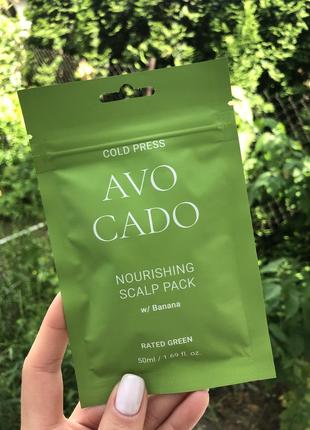 COLD PRESS
AVO
CADO
NOURISHING
SCALP PACK
w/ Banana
RATED GREEN
50ml / 1.69 fl. oz.